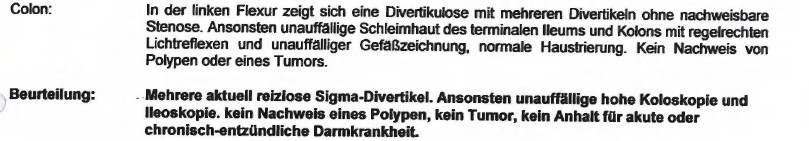 Colon: In der linken Flexur zeigt sich eine Divertikulose mit mehreren Divertikeln ohne nachweisbare
Stenose. Ansonsten unauffällige Schleimhaut des terminalen Ileums und Kolons mit regelrechten
Lichtreflexen und unauffälliger Gefäßzeichnung, normale Haustrierung. Kein Nachweis von
Polypen oder eines Tumors.
Beurteilung: Mehrere aktuell reizlose Sigma-Divertikel. Ansonsten unauffällige hohe Koloskopie und
Ileoskopie. kein Nachweis eines Polypen, kein Tumor, kein Anhalt für akute oder
chronisch-entzündliche Darmkrankheit.